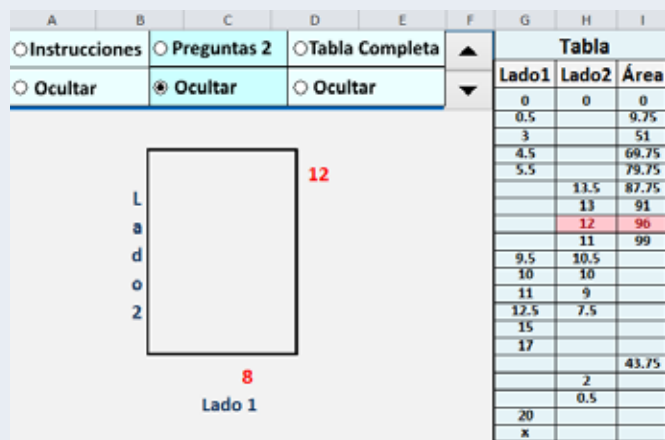 A B C D E F G H I
Instrucciones Preguntas 2 Tabla Completa Tabla
Ocultar Ocultar Ocultar Lado1 Lado2 Área
0 0 0
0.5 9.75
3 51
4.5 69.75
5.5 79.75
13.5 87.75
13 91
12 96
11 99
9.5 10.5
10 10
11 9
12.5 7.5
15
17
43.75
2
0.5
20
x
12
Lado2
8
Lado 1